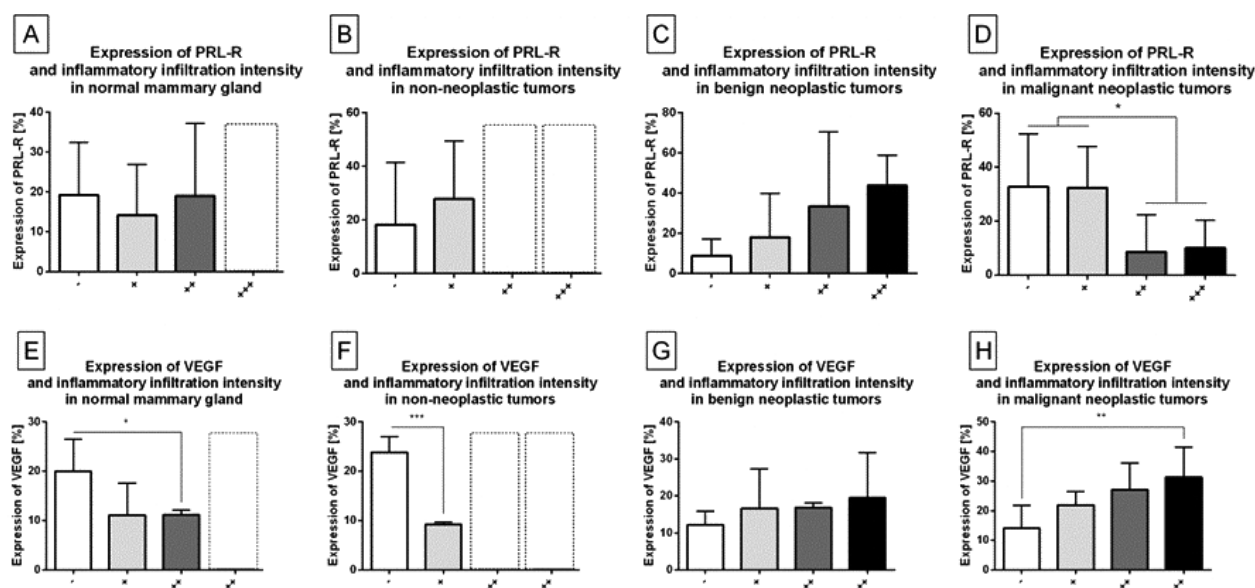 A
Expression of PRL-R
and inflammatory infiltration intensity
in normal mammary gland
Expression of PRL-R [%]
40
30
20
10
0
-
+
++
+++
B
Expression of PRL-R
and inflammatory infiltration intensity
in non-neoplastic tumors
Expression of PRL-R [%]
60
40
20
0
-
+
++
+++
C
Expression of PRL-R
and inflammatory infiltration intensity
in benign neoplastic tumors
Expression of PRL-R [%]
80
60
40
20
0
-
+
++
+++
D
Expression of PRL-R
and inflammatory infiltration intensity
in malignant neoplastic tumors
Expression of PRL-R [%]
60
40
20
0
*
-
+
++
+++
E
Expression of VEGF
and inflammatory infiltration intensity
in normal mammary gland
Expression of VEGF [%]
30
20
10
0
*
-
+
++
+++
F
Expression of VEGF
and inflammatory infiltration intensity
in non-neoplastic tumors
Expression of VEGF [%]
30
20
10
0
***
-
+
++
+++
G
Expression of VEGF
and inflammatory infiltration intensity
in benign neoplastic tumors
Expression of VEGF [%]
40
30
20
10
0
-
+
++
+++
H
Expression of VEGF
and inflammatory infiltration intensity
in malignant neoplastic tumors
Expression of VEGF [%]
50
40
30
20
10
0
**
-
+
++
+++